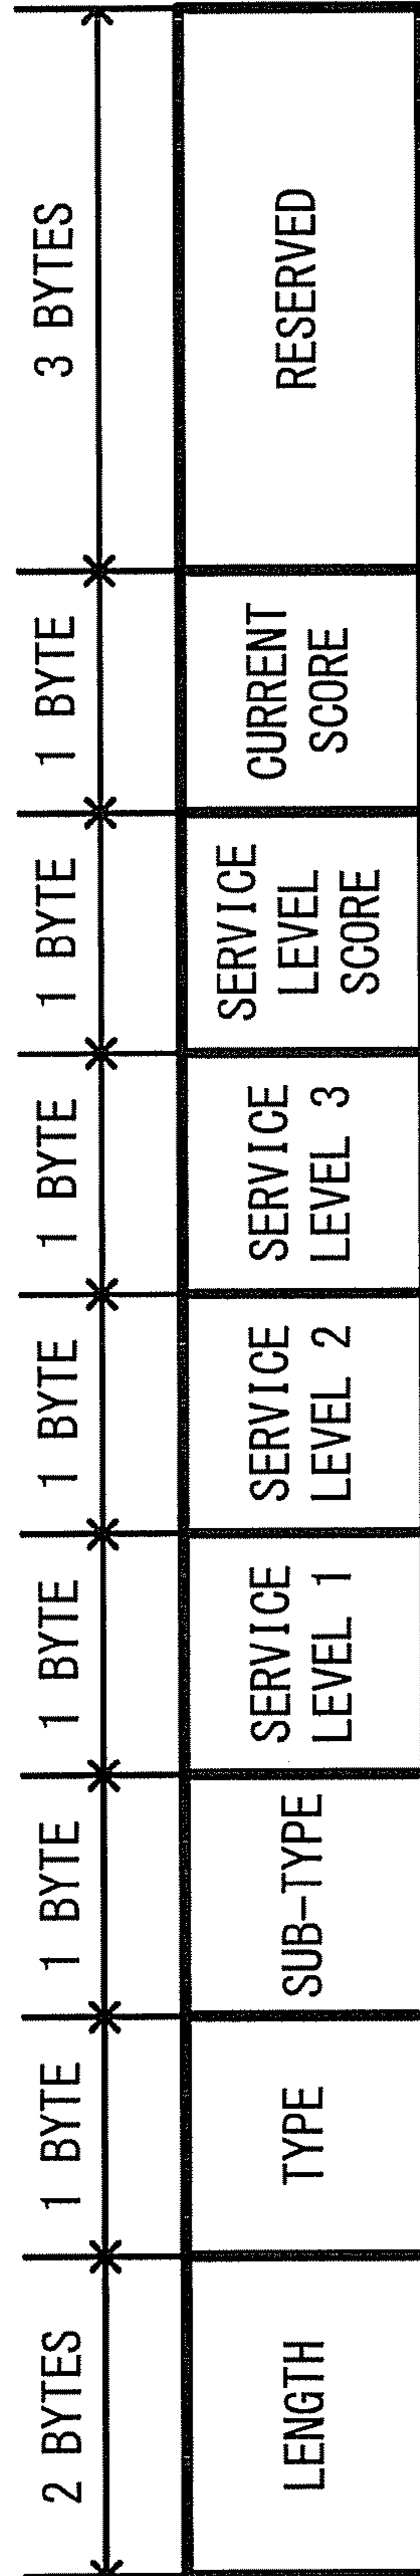 2 BYTES
1 BYTE
1 BYTE
1 BYTE
1 BYTE
1 BYTE
1 BYTE
1 BYTE
3 BYTES
LENGTH
TYPE
SUB-TYPE
SERVICE
LEVEL 1
SERVICE
LEVEL 2
SERVICE
LEVEL 3
SERVICE
LEVEL
SCORE
CURRENT
SCORE
RESERVED